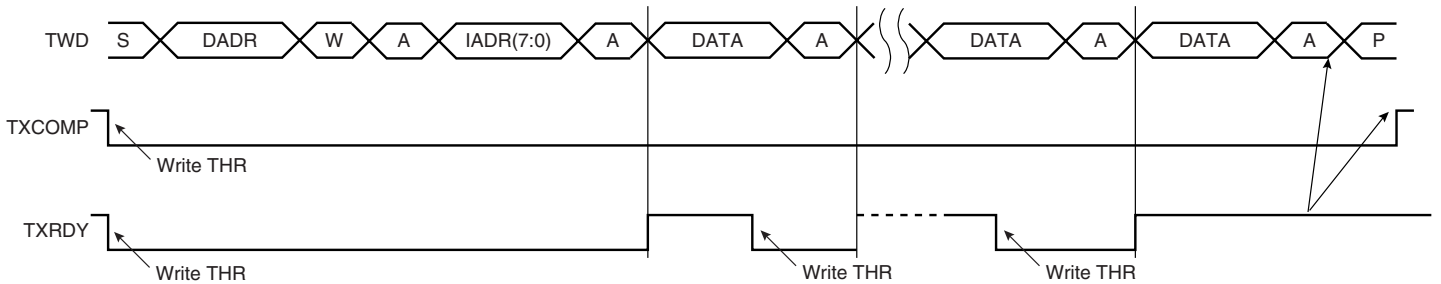 TWD S DADR W A IADR(7:0) A DATA A DATA A DATA A P
TXCOMP
Write THR
TXRDY
Write THR Write THR Write THR